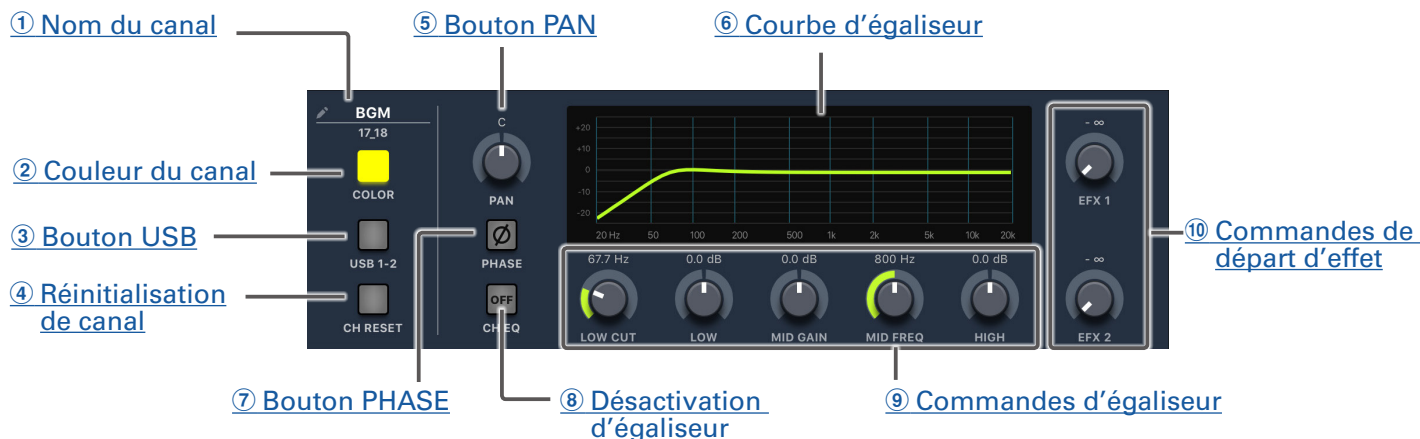 ① Nom du canal
⑤ Bouton PAN
⑥ Courbe d’égaliseur
② Couleur du canal
③ Bouton USB
④ Réinitialisation
de canal
BGM
17_18
COLOR
USB 1-2
CH RESET
C
PAN
PHASE
OFF
CH EQ
+20
+10
0
-10
-20
20 Hz 50 100 200 500 1k 2k 5k 10k 20k
67.7 Hz 0.0 dB 0.0 dB 800 Hz 0.0 dB
LOW CUT LOW MID GAIN MID FREQ HIGH
- ∞
EFX 1
- ∞
EFX 2
⑩ Commandes de
départ d’effet
⑦ Bouton PHASE
⑧ Désactivation
d’égaliseur
⑨ Commandes d’égaliseur